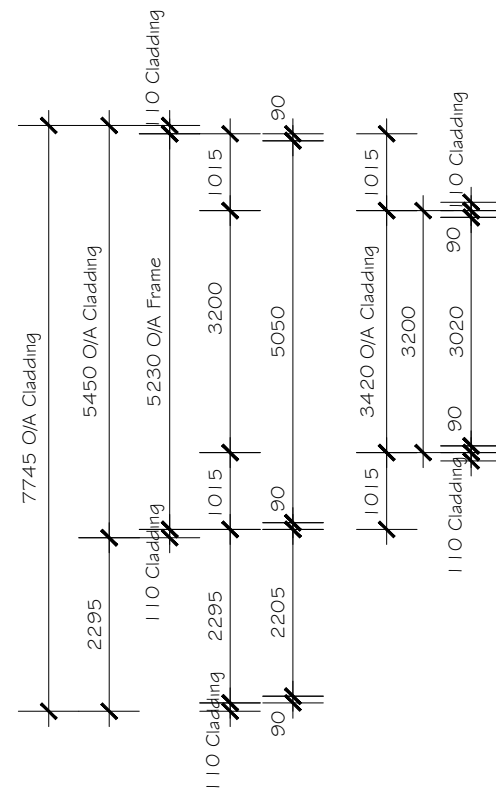 7745 O/A Cladding
2295
5450 O/A Cladding
110 Cladding
5230 O/A Frame
110 Cladding
110 Cladding
2295
1015
3200
1015
90
2205
90
5050
90
1015
3420 O/A Cladding
1015
3200
110 Cladding
90
3020
90
110 Cladding